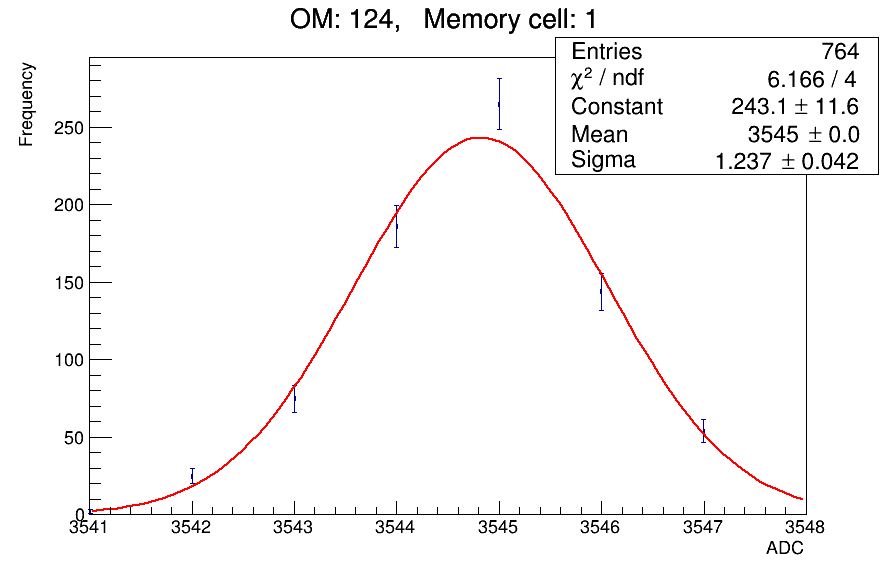 OM: 124, Memory cell: 1
Entries 764
χ² / ndf 6.166 / 4
Constant 243.1 ± 11.6
Mean 3545 ± 0.0
Sigma 1.237 ± 0.042
Frequency
250
200
150
100
50
0
3541 3542 3543 3544 3545 3546 3547 3548
ADC